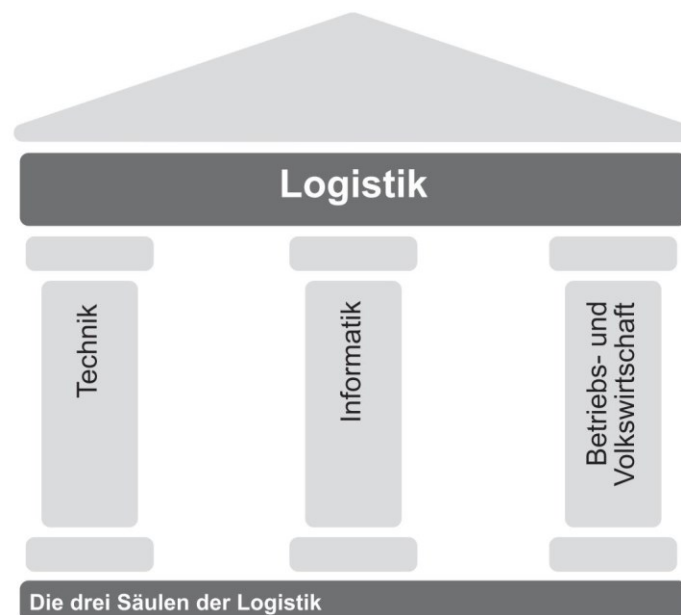 Logistik
Technik
Informatik
Betriebs- und
Volkswirtschaft
Die drei Säulen der Logistik